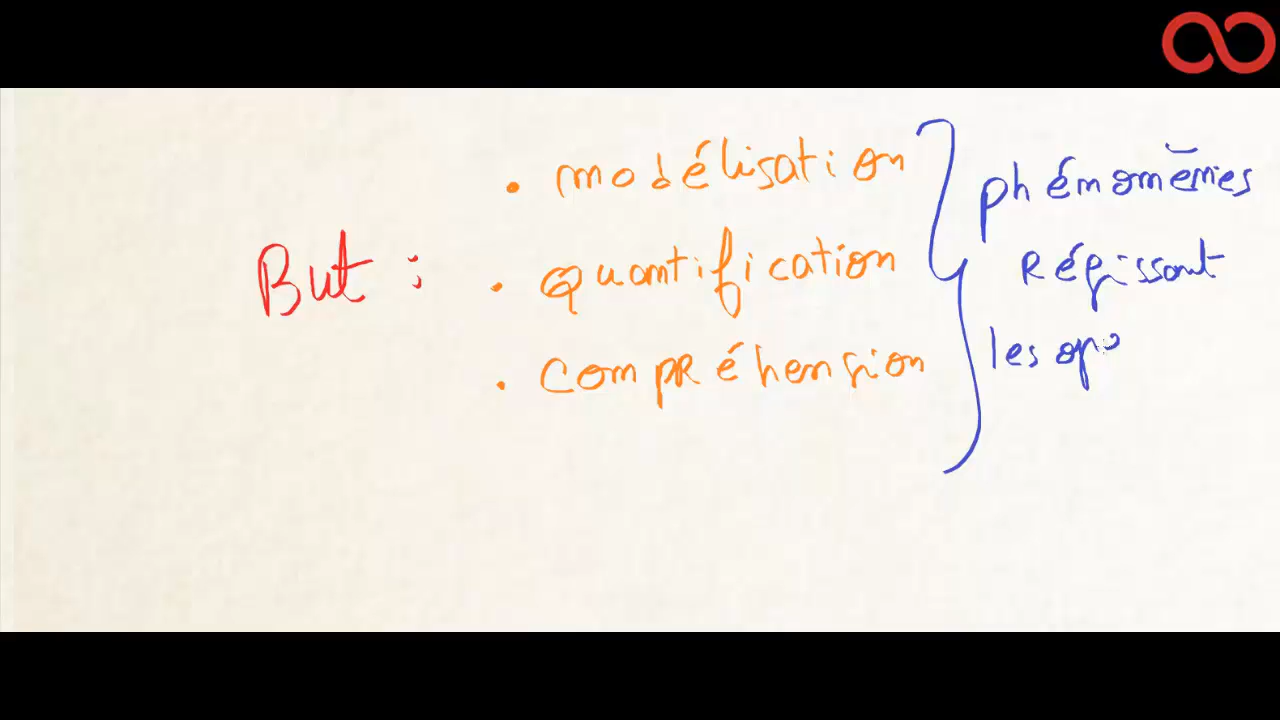 But :
• modélisation
• quantification
• compréhension
phénomènes
Régissant
les